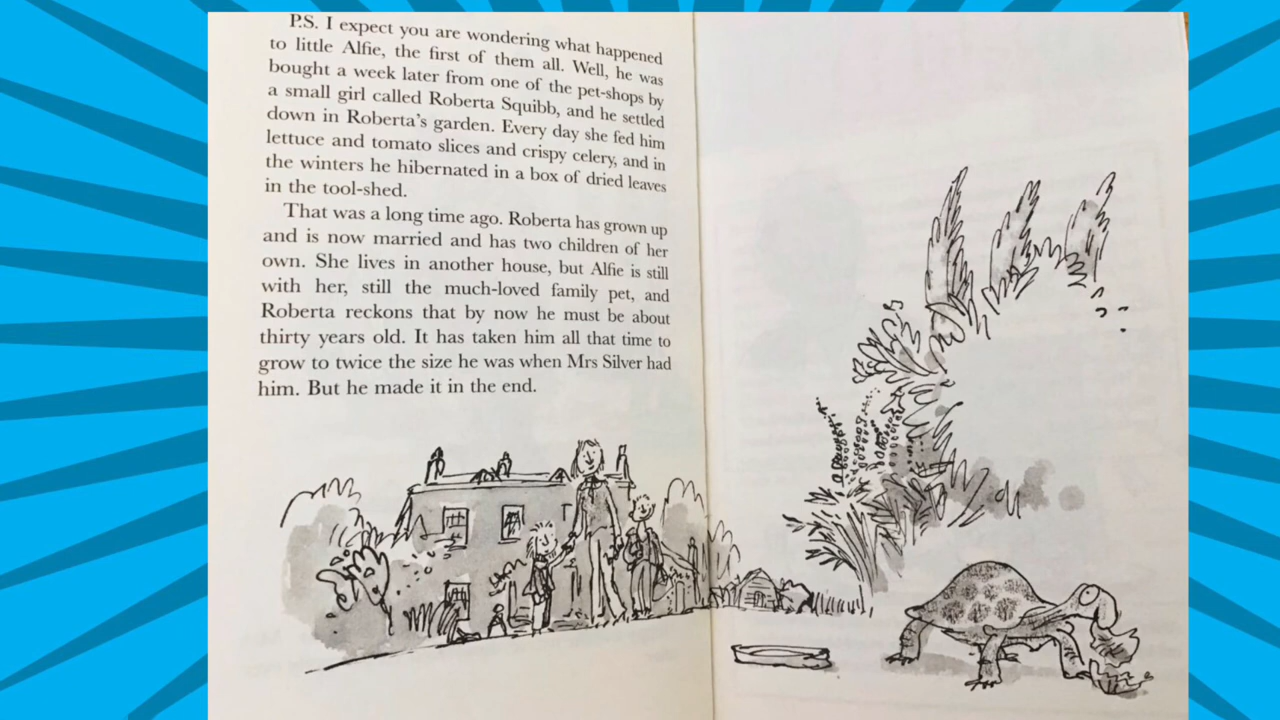 P.S. I expect you are wondering what happened
to little Alfie, the first of them all. Well, he was
bought a week later from one of the pet-shops by
a small girl called Roberta Squibb, and he settled
down in Roberta's garden. Every day she fed him
lettuce and tomato slices and crispy celery, and in
the winters he hibernated in a box of dried leaves
in the tool-shed.
That was a long time ago. Roberta has grown up
and is now married and has two children of her
own. She lives in another house, but Alfie is still
with her, still the much-loved family pet, and
Roberta reckons that by now he must be about
thirty years old. It has taken him all that time to
grow to twice the size he was when Mrs Silver had
him. But he made it in the end.